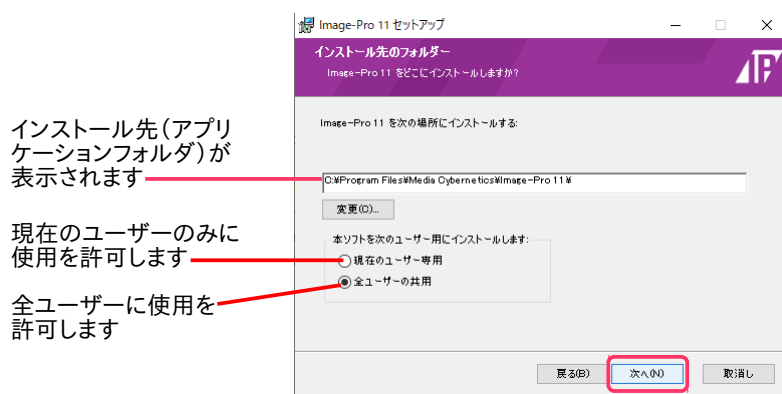 Image-Pro 11 セットアップ
インストール先のフォルダー
Image-Pro 11 をどこにインストールしますか?
Image-Pro 11 を次の場所にインストールする:
インストール先(アプリ
ケーションフォルダ)が
表示されます
C:¥Program Files¥Media Cybernetics¥Image-Pro 11¥
変更(C)...
現在のユーザーのみに
使用を許可します
本ソフトを次のユーザー用にインストールします:
現在のユーザー専用
全ユーザーの共用
全ユーザーに使用を
許可します
戻る(B)
次へ(N)
取消し